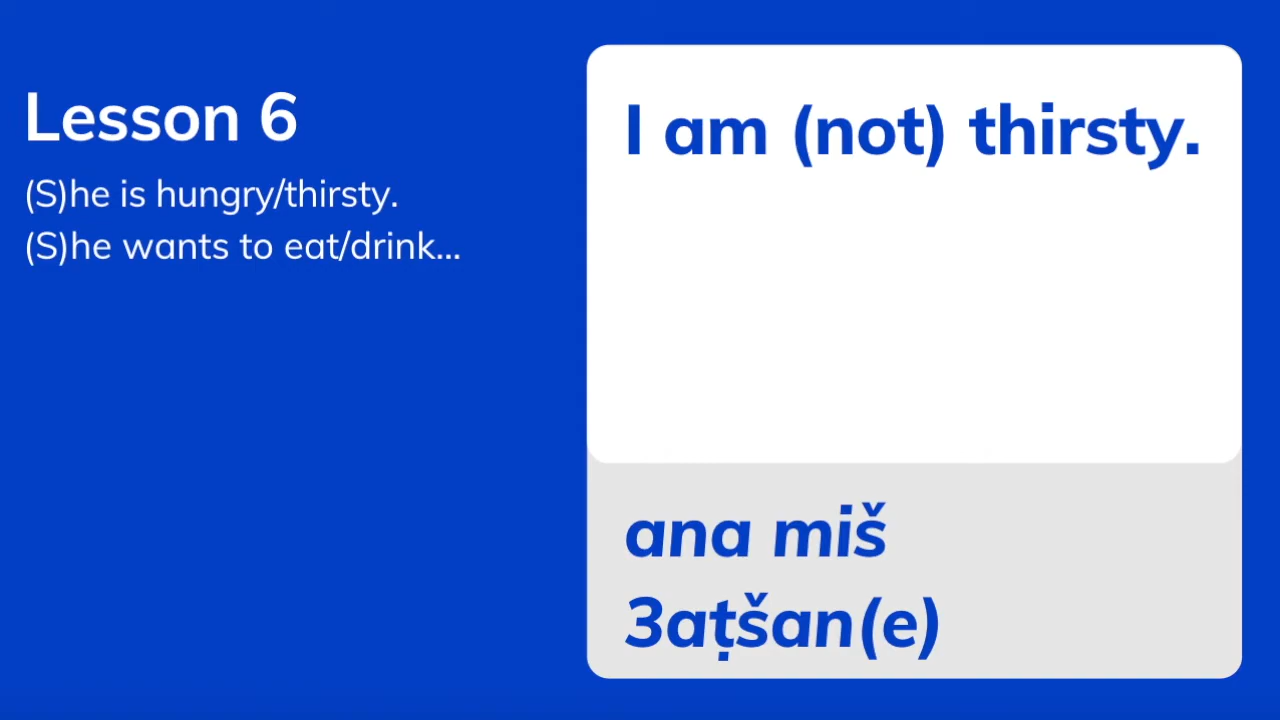 Lesson 6
(S)he is hungry/thirsty.
(S)he wants to eat/drink...
I am (not) thirsty.
ana miš
3aṭšan(e)